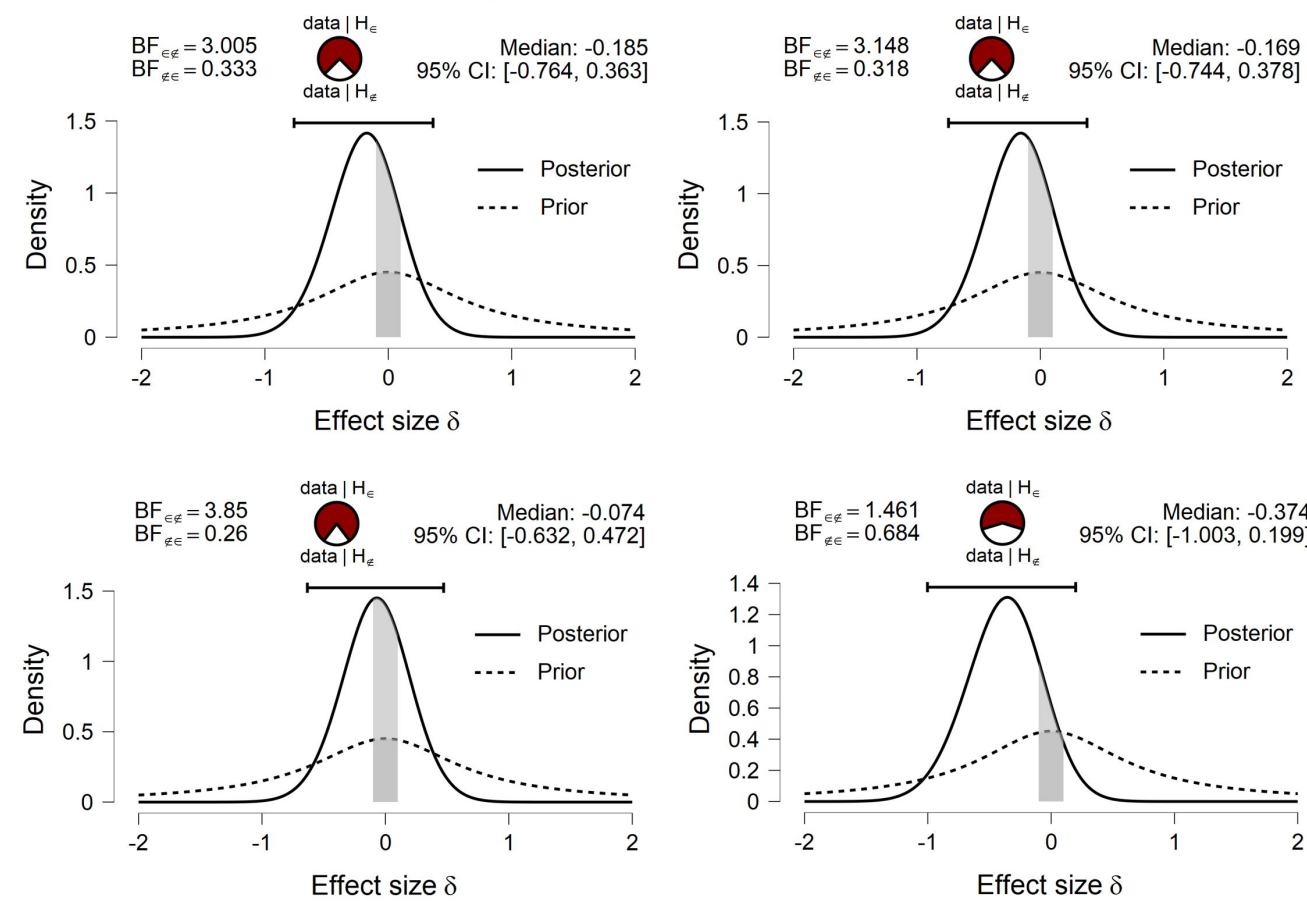 data | H∈
BF∈∉ = 3.005
BF∉∈ = 0.333
Median: -0.185
95% CI: [-0.764, 0.363]
data | H∉
1.5
1
0.5
0
Density
Posterior
Prior
-2 -1 0 1 2
Effect size δ
data | H∈
BF∈∉ = 3.148
BF∉∈ = 0.318
Median: -0.169
95% CI: [-0.744, 0.378]
data | H∉
1.5
1
0.5
0
Density
Posterior
Prior
-2 -1 0 1 2
Effect size δ
data | H∈
BF∈∉ = 3.85
BF∉∈ = 0.26
Median: -0.074
95% CI: [-0.632, 0.472]
data | H∉
1.5
1
0.5
0
Density
Posterior
Prior
-2 -1 0 1 2
Effect size δ
data | H∈
BF∈∉ = 1.461
BF∉∈ = 0.684
Median: -0.374
95% CI: [-1.003, 0.199]
data | H∉
1.4
1.2
1
0.8
0.6
0.4
0.2
0
Density
Posterior
Prior
-2 -1 0 1 2
Effect size δ